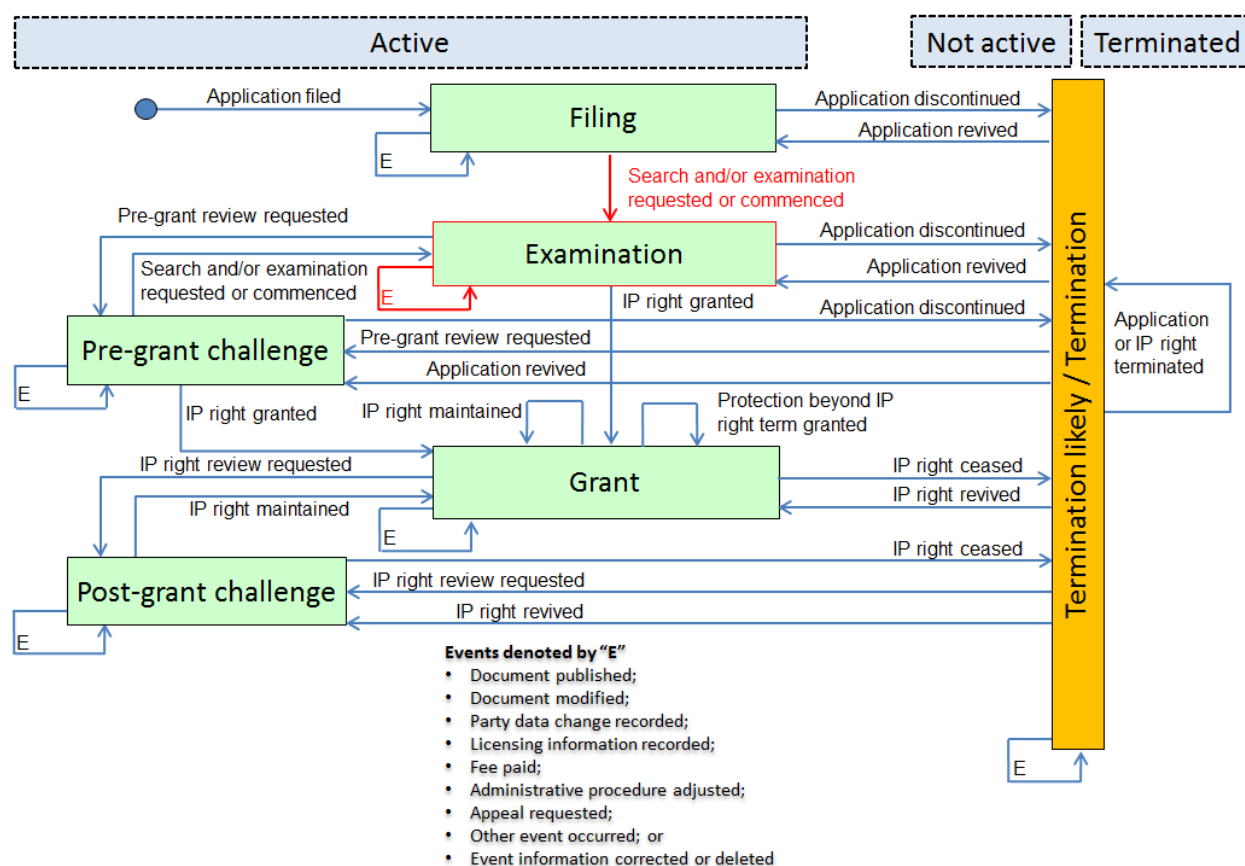 Active
Not active
Terminated
Application filed
Filing
Application discontinued
Application revived
E
Search and/or examination
requested or commenced
Pre-grant review requested
Examination
Application discontinued
Application revived
Search and/or examination
requested or commenced
E
IP right granted
Application discontinued
Pre-grant challenge
Pre-grant review requested
Application revived
E
Application
or IP right
terminated
Termination likely / Termination
IP right granted
IP right maintained
Protection beyond IP
right term granted
IP right review requested
Grant
IP right ceased
IP right revived
IP right maintained
E
IP right ceased
Post-grant challenge
IP right review requested
IP right revived
E
Events denoted by “E”
• Document published;
• Document modified;
• Party data change recorded;
• Licensing information recorded;
• Fee paid;
• Administrative procedure adjusted;
• Appeal requested;
• Other event occurred; or
• Event information corrected or deleted
E